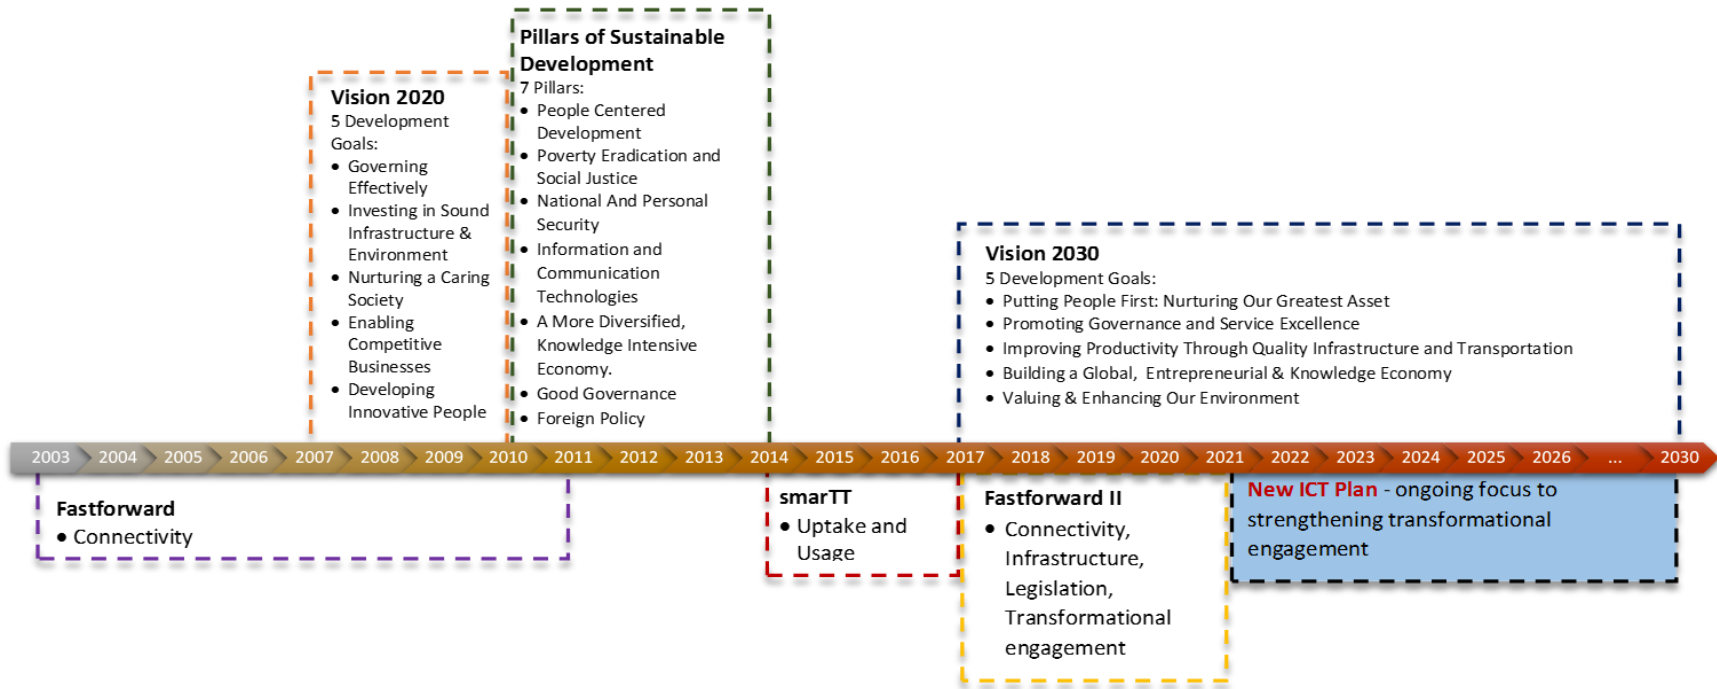 Vision 2020
5 Development
Goals:
• Governing
Effectively
• Investing in Sound
Infrastructure &
Environment
• Nurturing a Caring
Society
• Enabling
Competitive
Businesses
• Developing
Innovative People
Pillars of Sustainable
Development
7 Pillars:
• People Centered
Development
• Poverty Eradication and
Social Justice
• National And Personal
Security
• Information and
Communication
Technologies
• A More Diversified,
Knowledge Intensive
Economy.
• Good Governance
• Foreign Policy
Vision 2030
5 Development Goals:
• Putting People First: Nurturing Our Greatest Asset
• Promoting Governance and Service Excellence
• Improving Productivity Through Quality Infrastructure and Transportation
• Building a Global, Entrepreneurial & Knowledge Economy
• Valuing & Enhancing Our Environment
2003 2004 2005 2006 2007 2008 2009 2010 2011 2012 2013 2014 2015 2016 2017 2018 2019 2020 2021 2022 2023 2024 2025 2026 ... 2030
Fastforward
• Connectivity
smarTT
• Uptake and
Usage
Fastforward II
• Connectivity,
Infrastructure,
Legislation,
Transformational
engagement
New ICT Plan - ongoing focus to
strengthening transformational
engagement